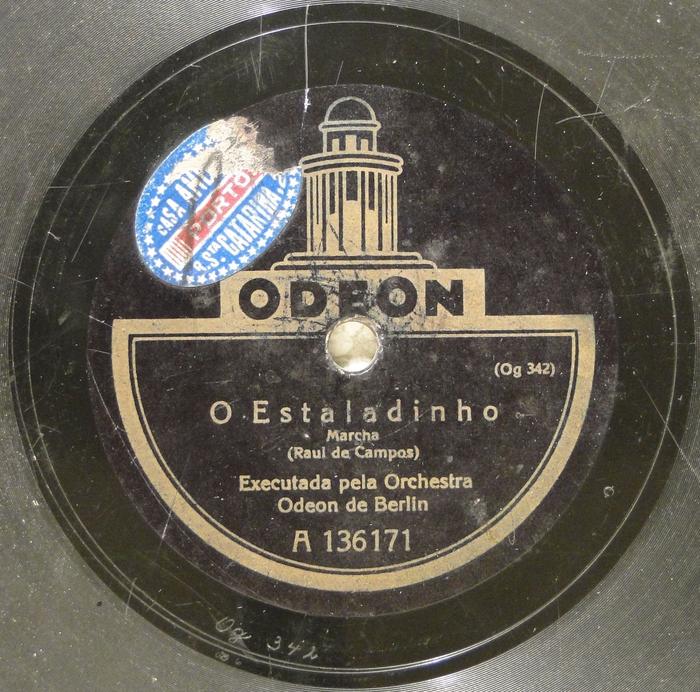 CASA
PORTO
R. STA CATARINA
ODEON
(Og 342)
O Estaladinho
Marcha
(Raul de Campos)
Executada pela Orchestra
Odeon de Berlin
A 136171
Og 342